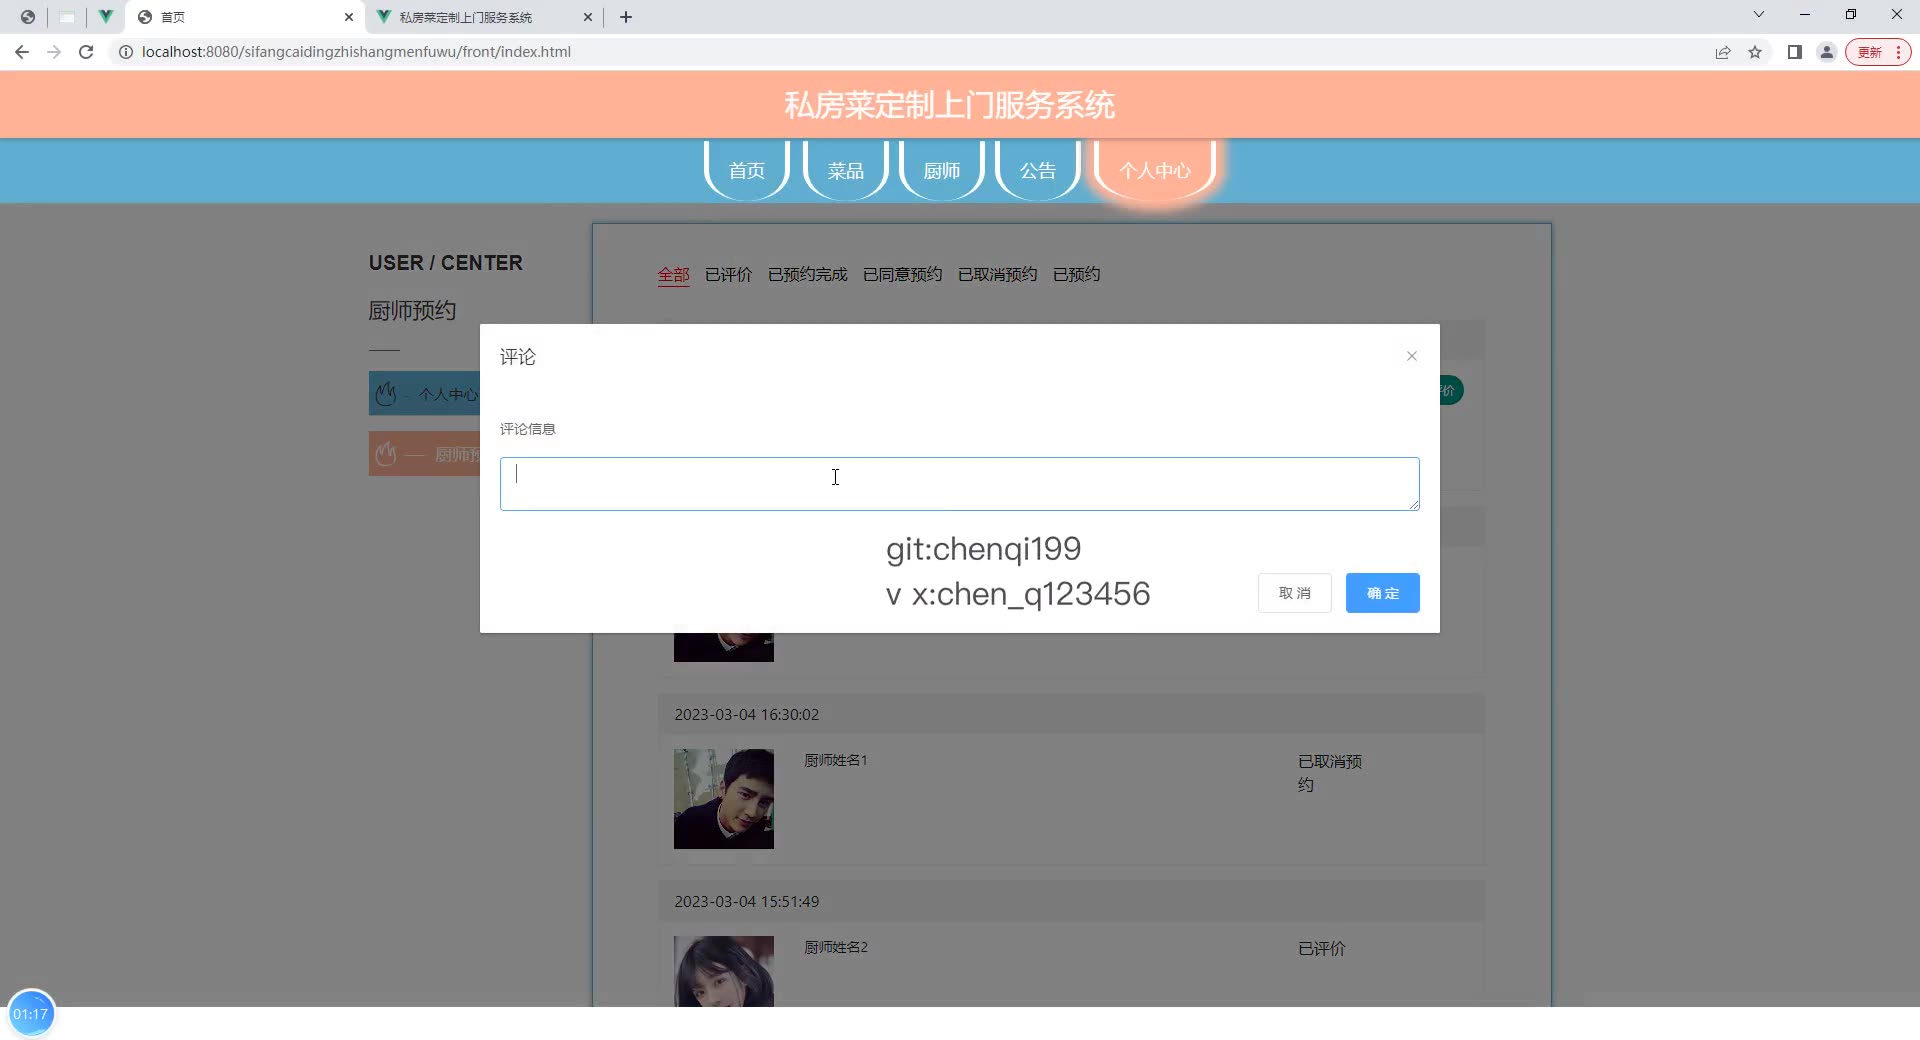 首页
私房菜定制上门服务系统
localhost:8080/sifangcaidingzhishangmenfuwu/front/index.html
更新
私房菜定制上门服务系统
首页
菜品
厨师
公告
个人中心
USER / CENTER
厨师预约
个人中心
厨师预
全部 已评价 已预约完成 已同意预约 已取消预约 已预约
价
评论
评论信息
git:chenqi199
v x:chen_q123456
取消
确定
2023-03-04 16:30:02
厨师姓名1
已取消预
约
2023-03-04 15:51:49
厨师姓名2
已评价
01:17